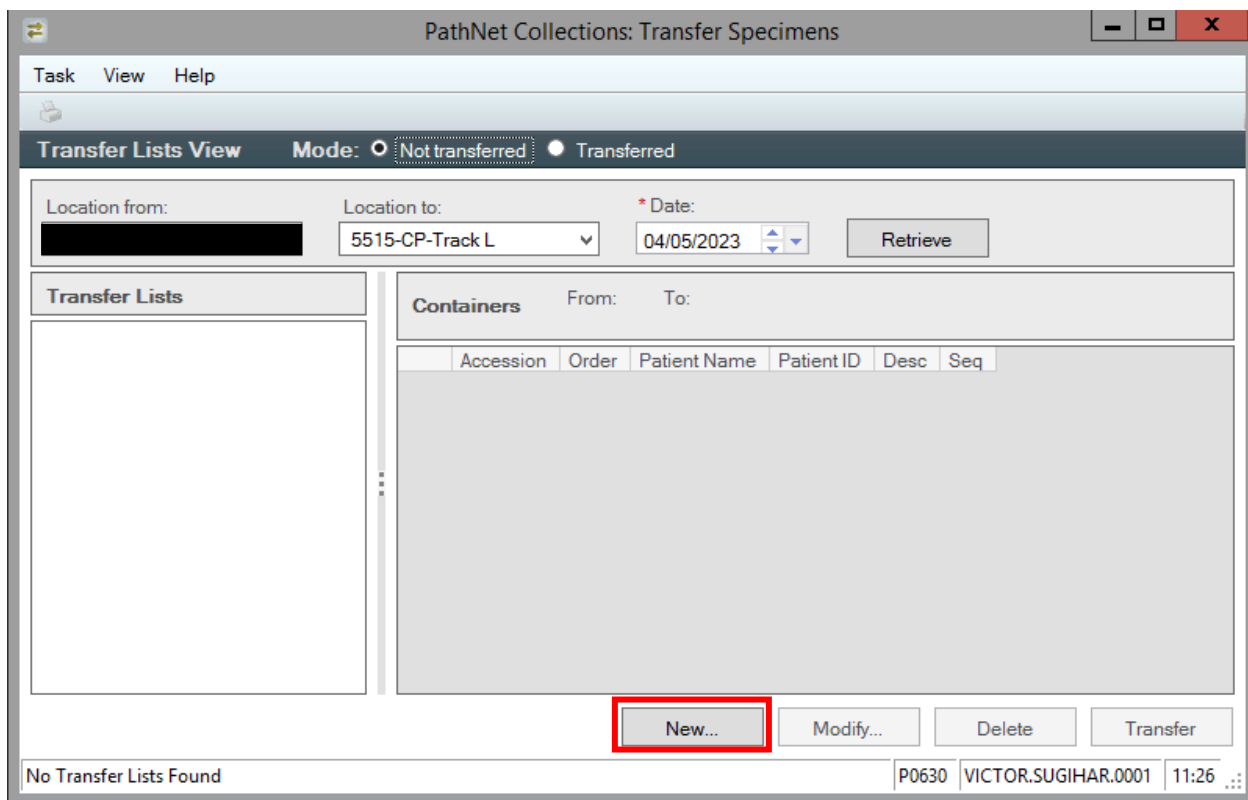 PathNet Collections: Transfer Specimens
Task View Help
Transfer Lists View Mode: Not transferred Transferred
Location from: Location to: * Date:
5515-CP-Track L 04/05/2023 Retrieve
Transfer Lists Containers From: To:
Accession Order Patient Name Patient ID Desc Seq
New... Modify... Delete Transfer
No Transfer Lists Found P0630 VICTOR.SUGIHAR.0001 11:26